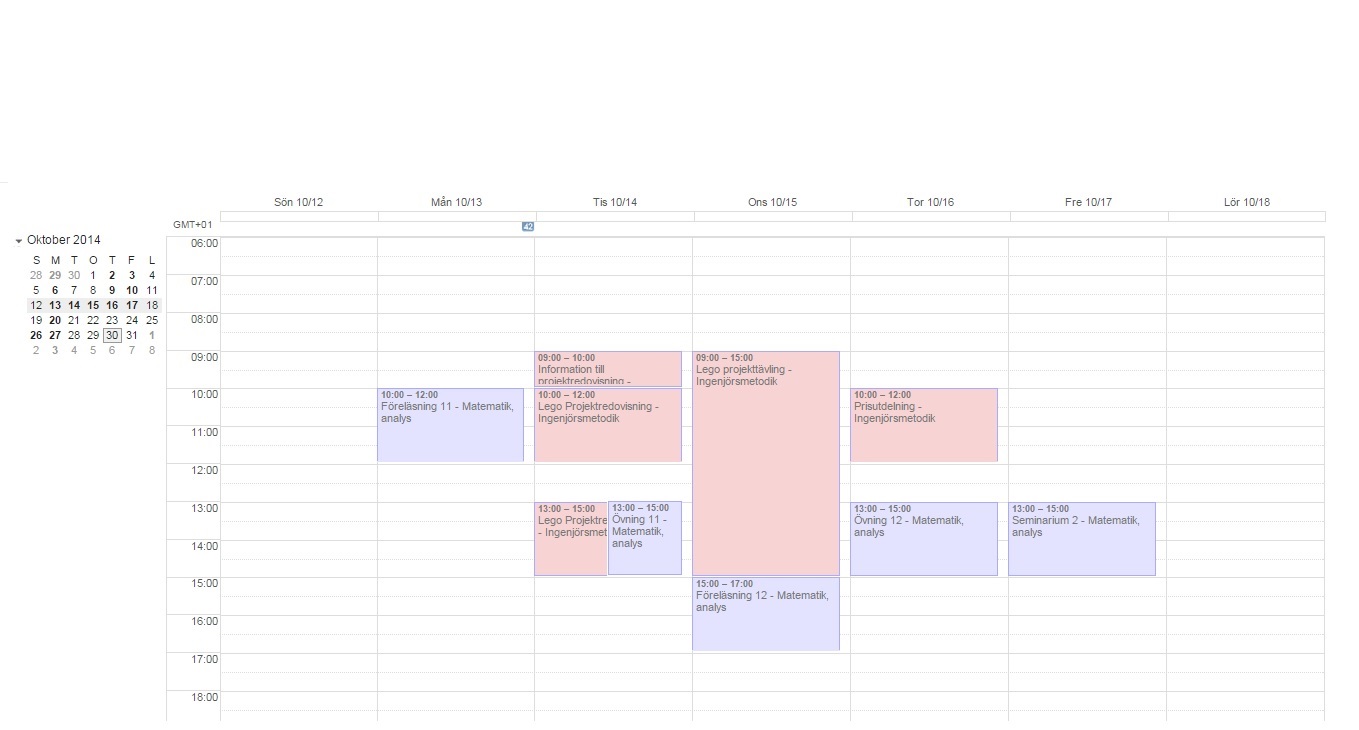 Sön 10/12 Mån 10/13 Tis 10/14 Ons 10/15 Tor 10/16 Fre 10/17 Lör 10/18
GMT+01
42
Oktober 2014
S M T O T F L
28 29 30 1 2 3 4
5 6 7 8 9 10 11
12 13 14 15 16 17 18
19 20 21 22 23 24 25
26 27 28 29 30 31 1
2 3 4 5 6 7 8
06:00
07:00
08:00
09:00
10:00
11:00
12:00
13:00
14:00
15:00
16:00
17:00
18:00
10:00 – 12:00
Föreläsning 11 - Matematik,
analys
09:00 – 10:00
Information till
projektredovisning -
10:00 – 12:00
Lego Projektredovisning -
Ingenjörsmetodik
13:00 – 15:00
Lego Projektre
- Ingenjörsmet
13:00 – 15:00
Övning 11 -
Matematik,
analys
09:00 – 15:00
Lego projekttävling -
Ingenjörsmetodik
15:00 – 17:00
Föreläsning 12 - Matematik,
analys
10:00 – 12:00
Prisutdelning -
Ingenjörsmetodik
13:00 – 15:00
Övning 12 - Matematik,
analys
13:00 – 15:00
Seminarium 2 - Matematik,
analys